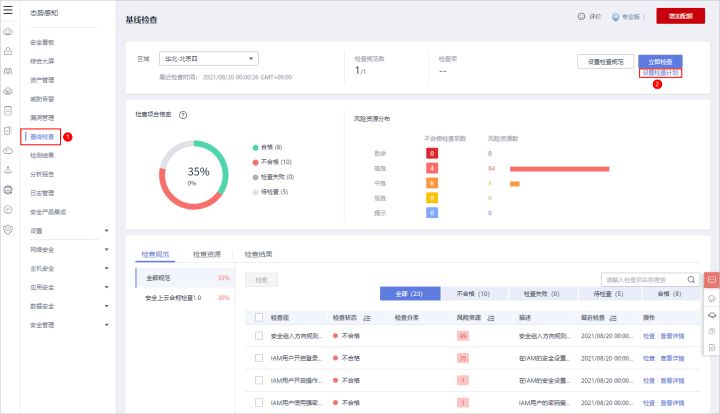 态势感知
基线检查
评价
专业版
增加配额
安全看板
综合大屏
资产管理
威胁告警
漏洞管理
基线检查
1
检测结果
分析报告
日志管理
安全产品集成
设置
网络安全
主机安全
应用安全
数据安全
安全管理
区域
华北-北京四
最近检查时间： 2021/08/20 00:00:26 GMT+08:00
检查规范数
1/1
检查项
--
设置检查规范
立即检查
设置检查计划
2
检查项合格率
35%
0%
合格 (8)
不合格 (10)
检查失败 (0)
待检查 (5)
风险资源分布
不合格检查项数
风险资源数
致命 0 0
高危 4 84
中危 6 8
低危 0 0
提示 0 0
检查规范
检查资源
检查结果
全部规范 35%
安全上云合规检查1.0 30%
检查
请输入检查项名称搜索
全部（23）
不合格（10）
检查失败（0）
待检查（5）
合格（8）
检查项 检查状态 检查分类 风险资源 描述 最近检查 操作
安全组入方向规则... 不合格 49 安全组入方向规则... 2021/08/20 00:00... 检查 查看详情
IAM用户开启登录... 不合格 35 在IAM的安全设置... 2021/08/20 00:00... 检查 查看详情
IAM用户开启操作... 不合格 1 在IAM的安全设置... 2021/08/20 00:00... 检查 查看详情
IAM用户使用强密... 不合格 1 IAM用户的密码策... 2021/08/20 00:00... 检查 查看详情